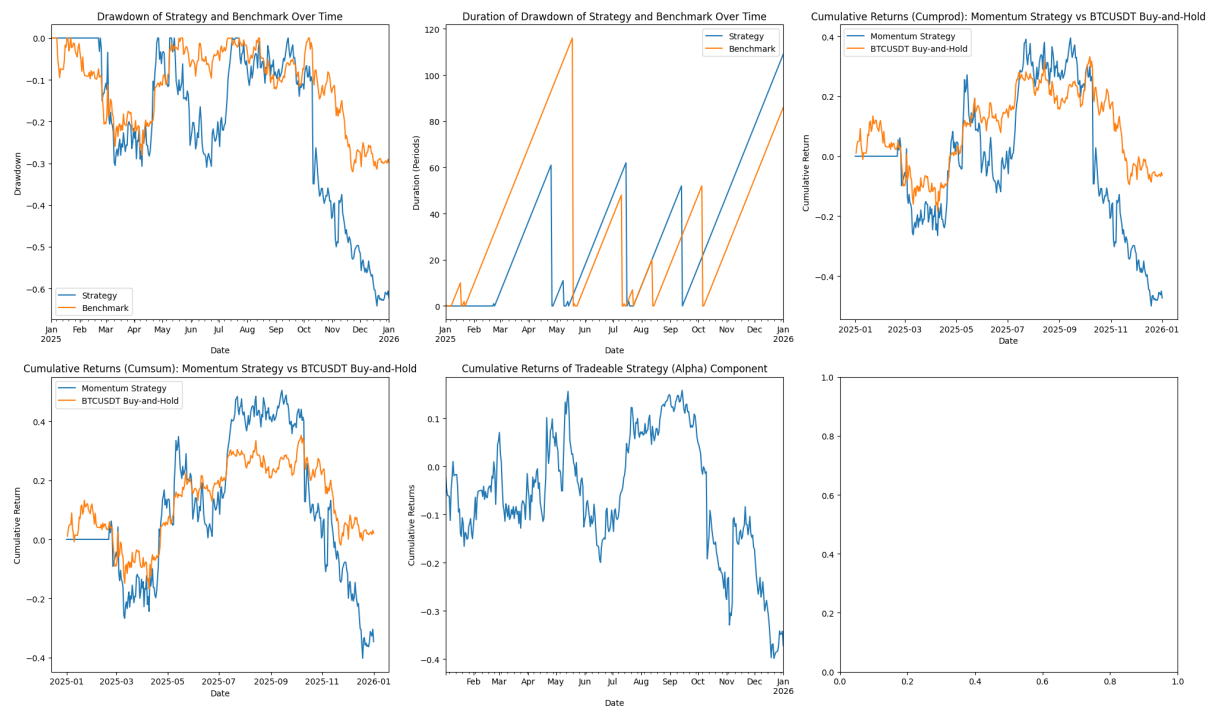 Drawdown of Strategy and Benchmark Over Time
0.0
−0.1
−0.2
−0.3
−0.4
−0.5
−0.6
Drawdown
Strategy
Benchmark
Jan
2025
Feb
Mar
Apr
May
Jun
Jul
Aug
Sep
Oct
Nov
Dec
Jan
2026
Date
Duration of Drawdown of Strategy and Benchmark Over Time
120
100
80
60
40
20
0
Duration (Periods)
Strategy
Benchmark
Jan
2025
Feb
Mar
Apr
May
Jun
Jul
Aug
Sep
Oct
Nov
Dec
Jan
2026
Date
Cumulative Returns (Cumprod): Momentum Strategy vs BTCUSDT Buy-and-Hold
0.4
0.2
0.0
−0.2
−0.4
Cumulative Return
Momentum Strategy
BTCUSDT Buy-and-Hold
2025-01
2025-03
2025-05
2025-07
2025-09
2025-11
2026-01
Date
Cumulative Returns (Cumsum): Momentum Strategy vs BTCUSDT Buy-and-Hold
0.4
0.2
0.0
−0.2
−0.4
Cumulative Return
Momentum Strategy
BTCUSDT Buy-and-Hold
2025-01
2025-03
2025-05
2025-07
2025-09
2025-11
2026-01
Date
Cumulative Returns of Tradeable Strategy (Alpha) Component
0.1
0.0
−0.1
−0.2
−0.3
−0.4
Cumulative Returns
Feb
Mar
Apr
May
Jun
Jul
Aug
Sep
Oct
Nov
Dec
Jan
2026
Date
1.0
0.8
0.6
0.4
0.2
0.0
0.0
0.2
0.4
0.6
0.8
1.0